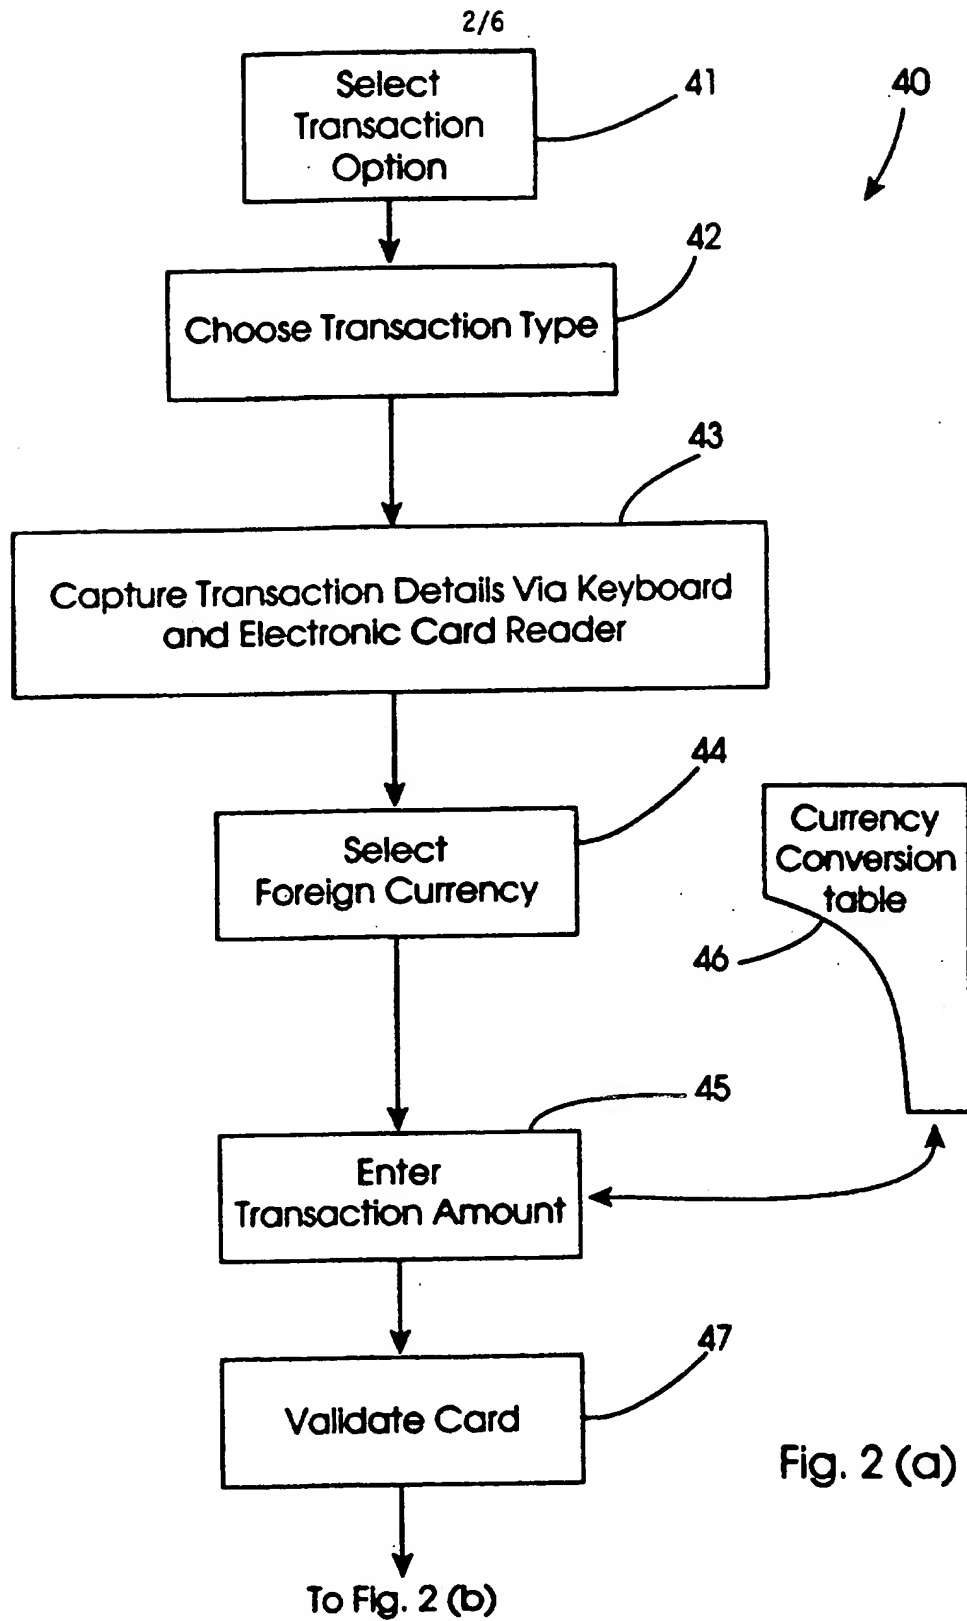 2/6
Select
Transaction
Option
41
40
42
Choose Transaction Type
43
Capture Transaction Details Via Keyboard
and Electronic Card Reader
44
Select
Foreign Currency
Currency
Conversion
table
46
45
Enter
Transaction Amount
47
Validate Card
Fig. 2 (a)
To Fig. 2 (b)